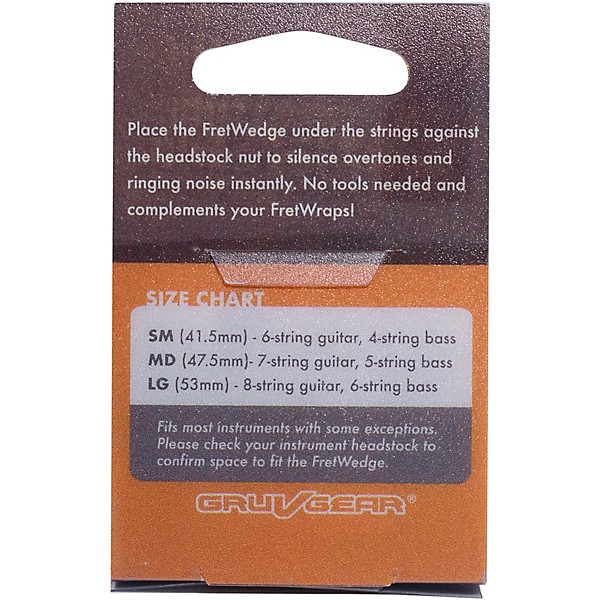 Place the FretWedge under the strings against
the headstock nut to silence overtones and
ringing noise instantly. No tools needed and
complements your FretWraps!
SIZE CHART
SM (41.5mm) - 6-string guitar, 4-string bass
MD (47.5mm)- 7-string guitar, 5-string bass
LG (53mm) - 8-string guitar, 6-string bass
Fits most instruments with some exceptions.
Please check your instrument headstock to
confirm space to fit the FretWedge.
GRUVGEAR®